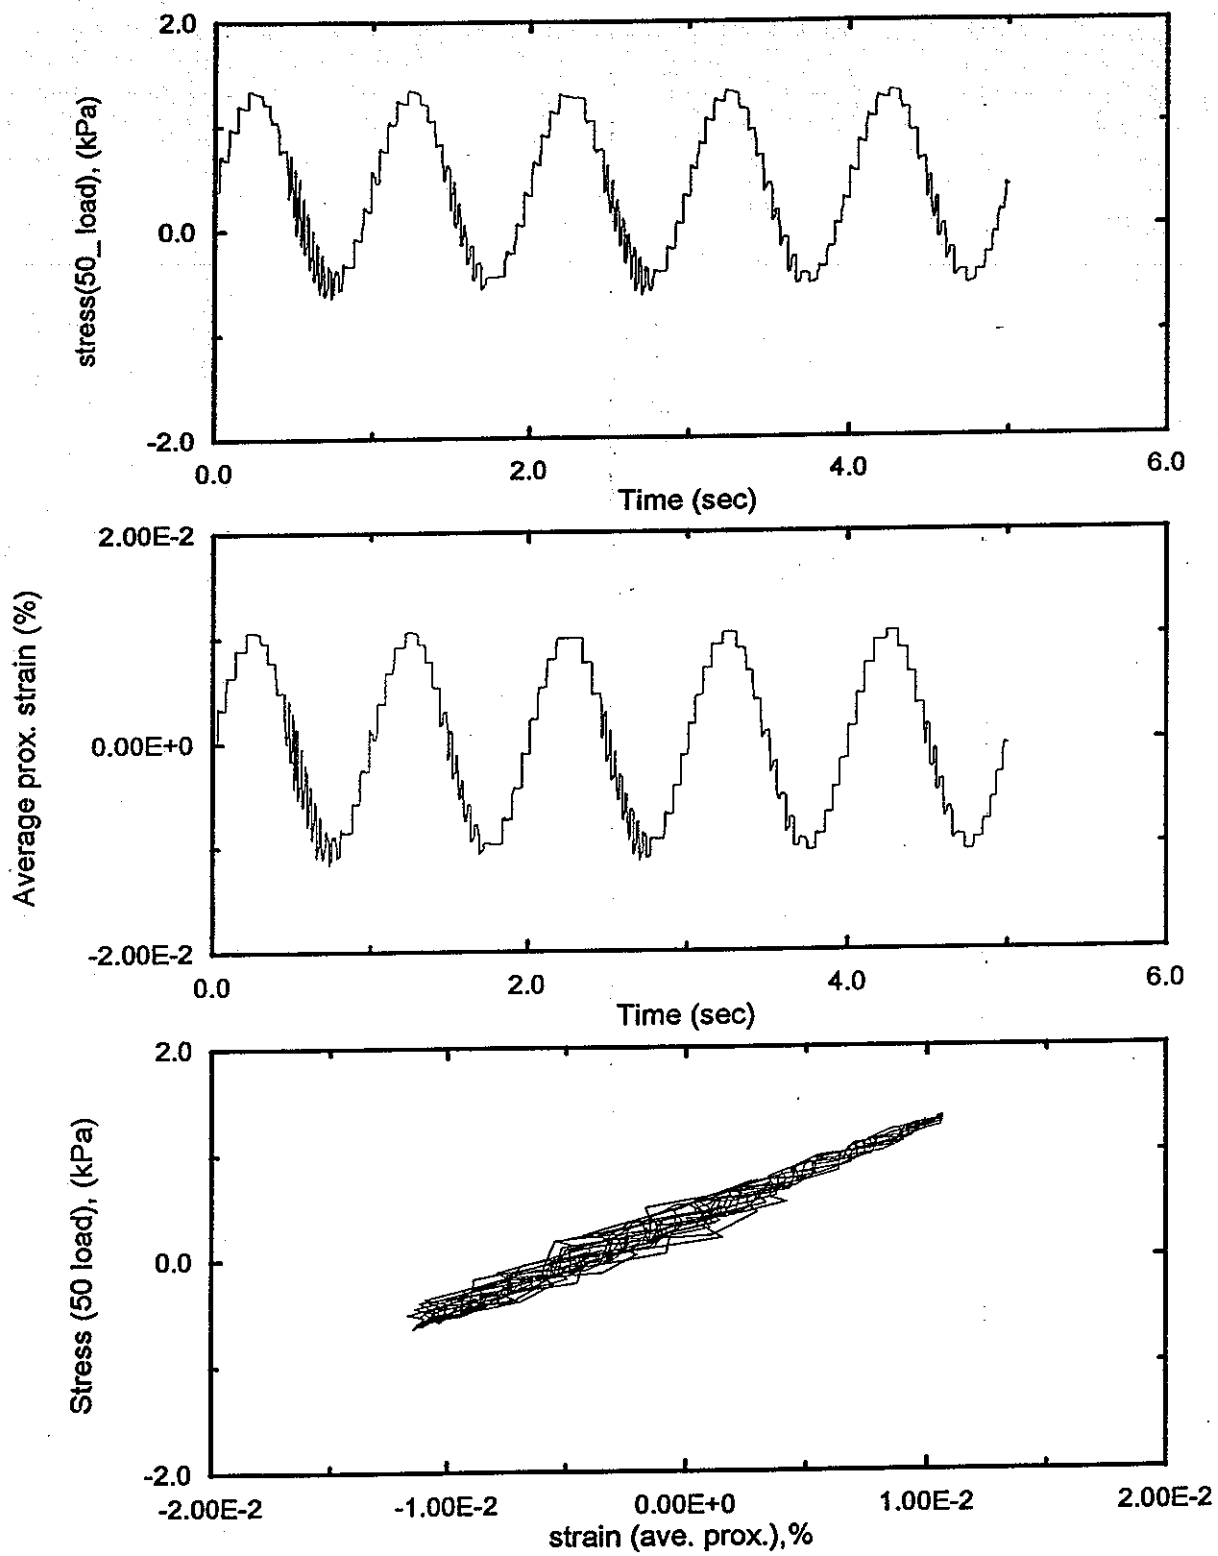 2.0
stress(50_ load), (kPa)
0.0
-2.0
0.0 2.0 4.0 6.0
Time (sec)
2.00E-2
Average prox. strain (%)
0.00E+0
-2.00E-2
0.0 2.0 4.0 6.0
Time (sec)
2.0
Stress (50 load), (kPa)
0.0
-2.0
-2.00E-2 -1.00E-2 0.00E+0 1.00E-2 2.00E-2
strain (ave. prox.),%